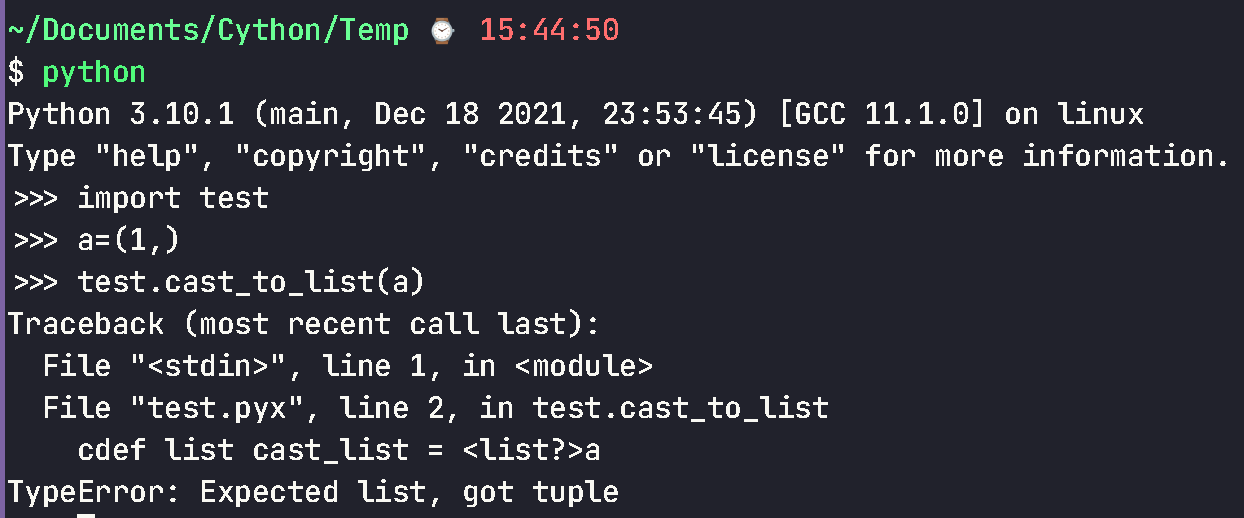 ~/Documents/Cython/Temp ⌚ 15:44:50
$ python
Python 3.10.1 (main, Dec 18 2021, 23:53:45) [GCC 11.1.0] on linux
Type "help", "copyright", "credits" or "license" for more information.
>>> import test
>>> a=(1,)
>>> test.cast_to_list(a)
Traceback (most recent call last):
  File "<stdin>", line 1, in <module>
  File "test.pyx", line 2, in test.cast_to_list
    cdef list cast_list = <list?>a
TypeError: Expected list, got tuple